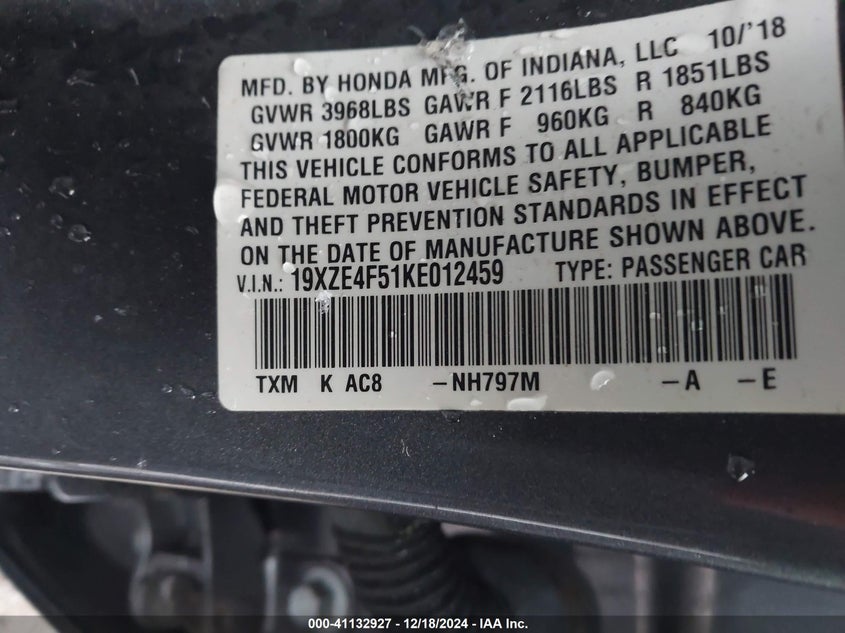 MFD. BY HONDA MFG. OF INDIANA, LLC 10/'18
GVWR 3968LBS GAWR F 2116LBS R 1851LBS
GVWR 1800KG GAWR F 960KG R 840KG
THIS VEHICLE CONFORMS TO ALL APPLICABLE
FEDERAL MOTOR VEHICLE SAFETY, BUMPER,
AND THEFT PREVENTION STANDARDS IN EFFECT
ON THE DATE OF MANUFACTURE SHOWN ABOVE.
V.I.N.: 19XZE4F51KE012459 TYPE: PASSENGER CAR
TXM K AC8 -NH797M -A -E
000-41132927 / 12/18/2024 - IAA Inc.